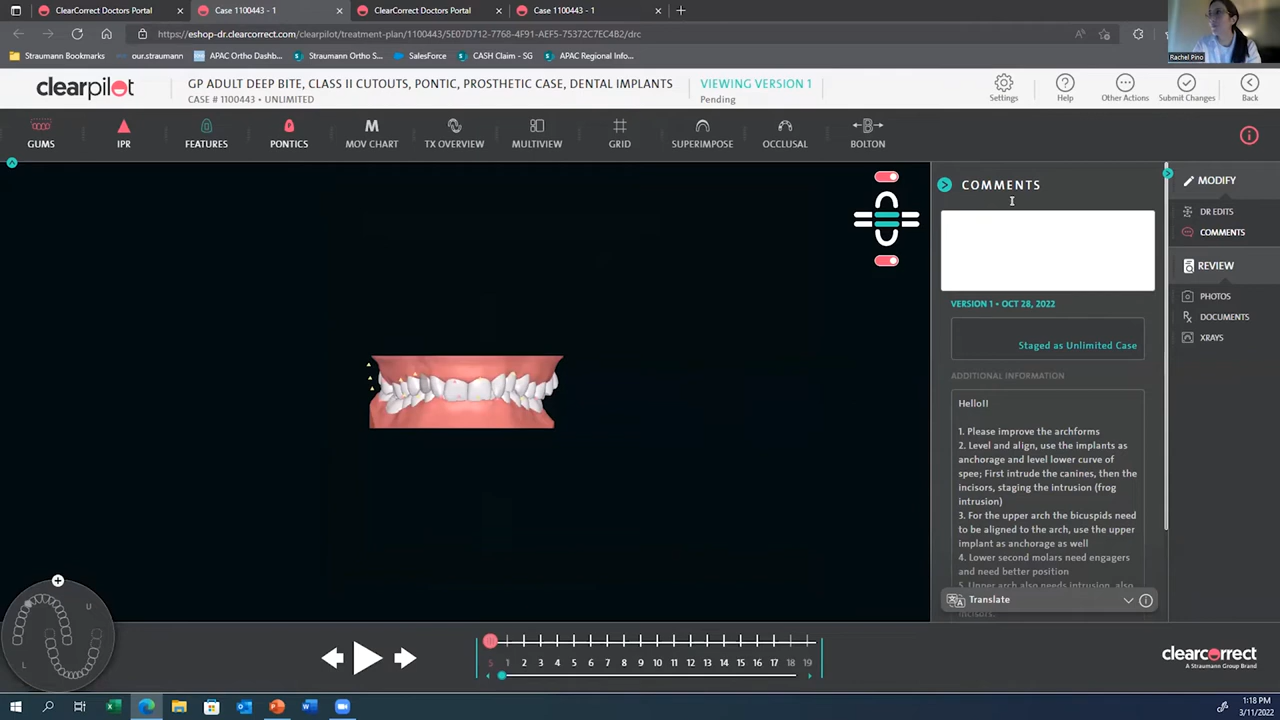 ClearCorrect Doctors Portal
Case 1100443 - 1
ClearCorrect Doctors Portal
Case 1100443 - 1
https://eshop-dr.clearcorrect.com/clearpilot/treatment-plan/1100443/5E07D712-7768-4F91-AEF5-75372C7EC4B2/drc
Straumann Bookmarks
our.straumann
APAC Ortho Dashb...
Straumann Ortho S...
SalesForce
CASH Claim - SG
APAC Regional Info...
Rachel Pino
clearpilot
GP ADULT DEEP BITE, CLASS II CUTOUTS, PONTIC, PROSTHETIC CASE, DENTAL IMPLANTS
CASE # 1100443 • UNLIMITED
VIEWING VERSION 1
Pending
Settings
Help
Other Actions
Submit Changes
Back
GUMS
IPR
FEATURES
PONTICS
M
MOV CHART
TX OVERVIEW
MULTIVIEW
GRID
SUPERIMPOSE
OCCLUSAL
B
BOLTON
COMMENTS
VERSION 1 • OCT 28, 2022
Staged as Unlimited Case
ADDITIONAL INFORMATION
Hello!!
1. Please improve the archforms
2. Level and align, use the implants as
anchorage and level lower curve of
spee; First intrude the canines, then the
incisors, staging the intrusion (frog
intrusion)
3. For the upper arch the bicuspids need
to be aligned to the arch, use the upper
implant as anchorage as well
4. Lower second molars need engagers
and need better position
5. Upper arch also needs intrusion, also
incisors.
Translate
MODIFY
DR EDITS
COMMENTS
REVIEW
PHOTOS
DOCUMENTS
XRAYS
U
L
S 1 2 3 4 5 6 7 8 9 10 11 12 13 14 15 16 17 18 19
clearcorrect
A Straumann Group Brand
1:18 PM
3/11/2022